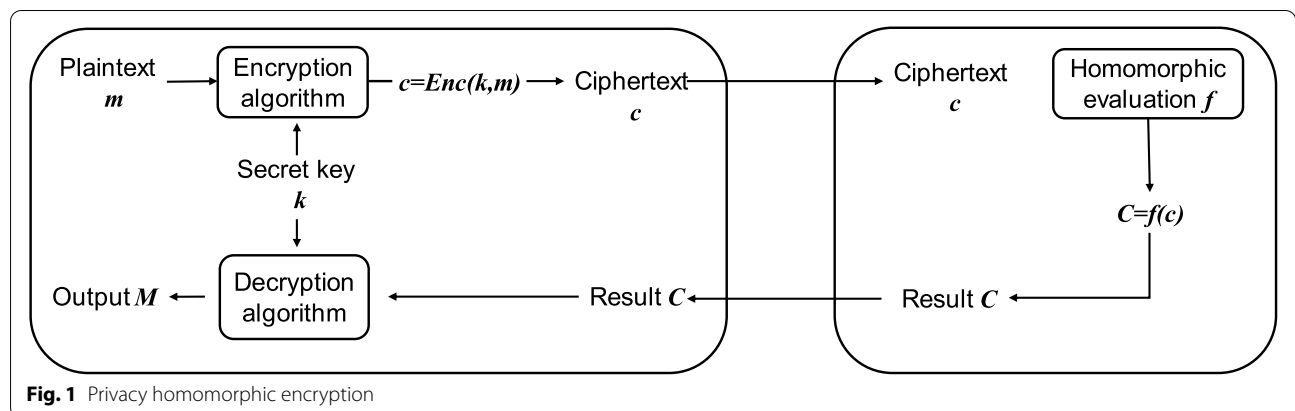 Plaintext
m
Encryption
algorithm
c=Enc(k,m)
Ciphertext
c
Ciphertext
c
Homomorphic
evaluation f
Secret key
k
C=f(c)
Output M
Decryption
algorithm
Result C
Result C
Fig. 1 Privacy homomorphic encryption